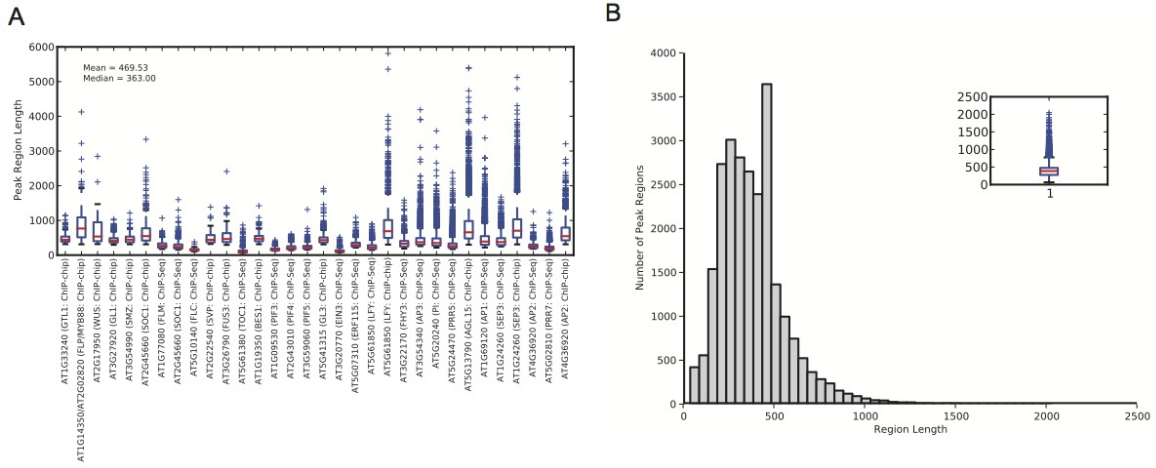 A
Peak Region Length
6000
5000
4000
3000
2000
1000
0
Mean = 469.53
Median = 363.00
AT1G33240 (GTL1: ChIP-chip)
AT1G14350/AT2G02820 (FLP/MYB88: ChIP-chip)
AT2G17950 (WUS: ChIP-chip)
AT3G27920 (GL1: ChIP-chip)
AT3G54990 (SMZ: ChIP-chip)
AT2G45660 (SOC1: ChIP-chip)
AT1G77080 (FLM: ChIP-Seq)
AT2G45660 (SOC1: ChIP-Seq)
AT5G10140 (FLC: ChIP-Seq)
AT2G22540 (SVP: ChIP-chip)
AT3G26790 (FUS3: ChIP-chip)
AT5G61380 (TOC1: ChIP-Seq)
AT1G19350 (BES1: ChIP-chip)
AT1G09530 (PIF3: ChIP-Seq)
AT2G43010 (PIF4: ChIP-Seq)
AT3G59060 (PIF5: ChIP-Seq)
AT5G41315 (GL3: ChIP-chip)
AT3G20770 (EIN3: ChIP-Seq)
AT5G07310 (ERF115: ChIP-Seq)
AT5G61850 (LFY: ChIP-Seq)
AT5G61850 (LFY: ChIP-chip)
AT3G22170 (FHY3: ChIP-Seq)
AT3G54340 (AP3: ChIP-Seq)
AT5G20240 (PI: ChIP-Seq)
AT5G24470 (PRR5: ChIP-Seq)
AT5G13790 (AGL15: ChIP-chip)
AT1G69120 (AP1: ChIP-Seq)
AT1G24260 (SEP3: ChIP-Seq)
AT1G24260 (SEP3: ChIP-chip)
AT4G36920 (AP2: ChIP-Seq)
AT5G02810 (PRR7: ChIP-Seq)
AT4G36920 (AP2: ChIP-chip)
B
Number of Peak Regions
4000
3500
3000
2500
2000
1500
1000
500
0
0
500
1000
1500
2000
2500
Region Length
2500
2000
1500
1000
500
0
1